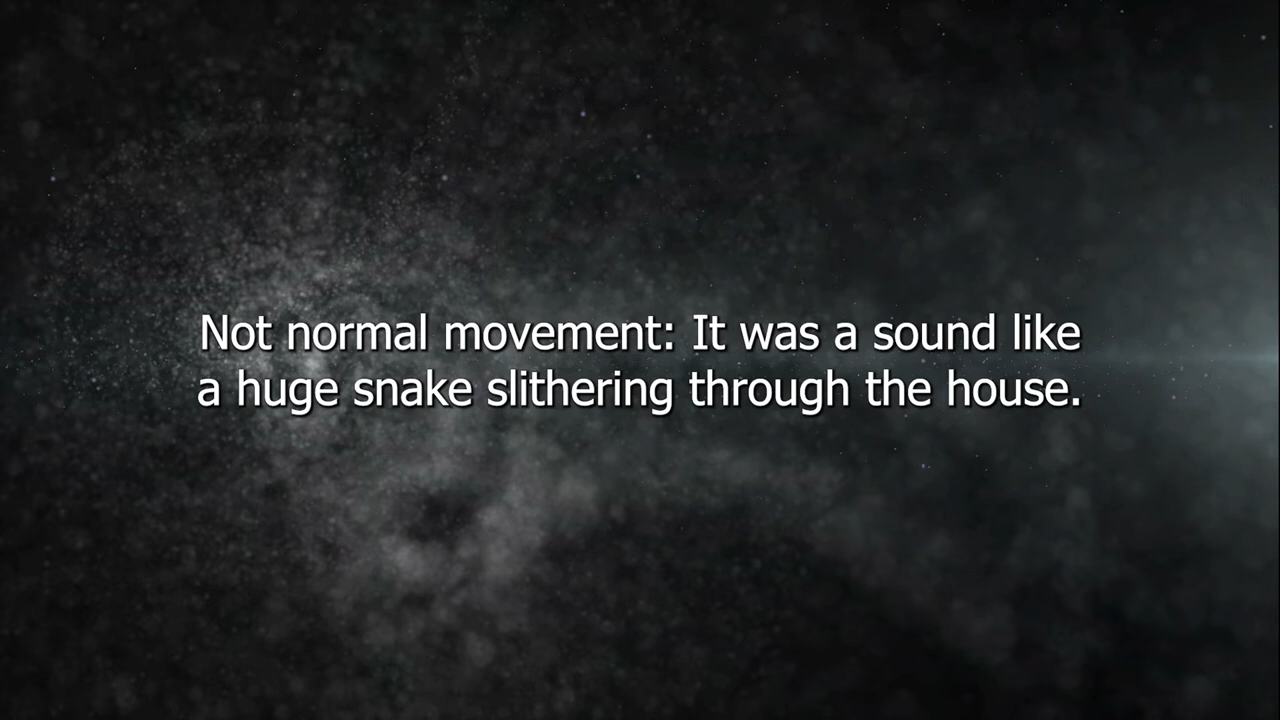 Not normal movement: It was a sound like
a huge snake slithering through the house.